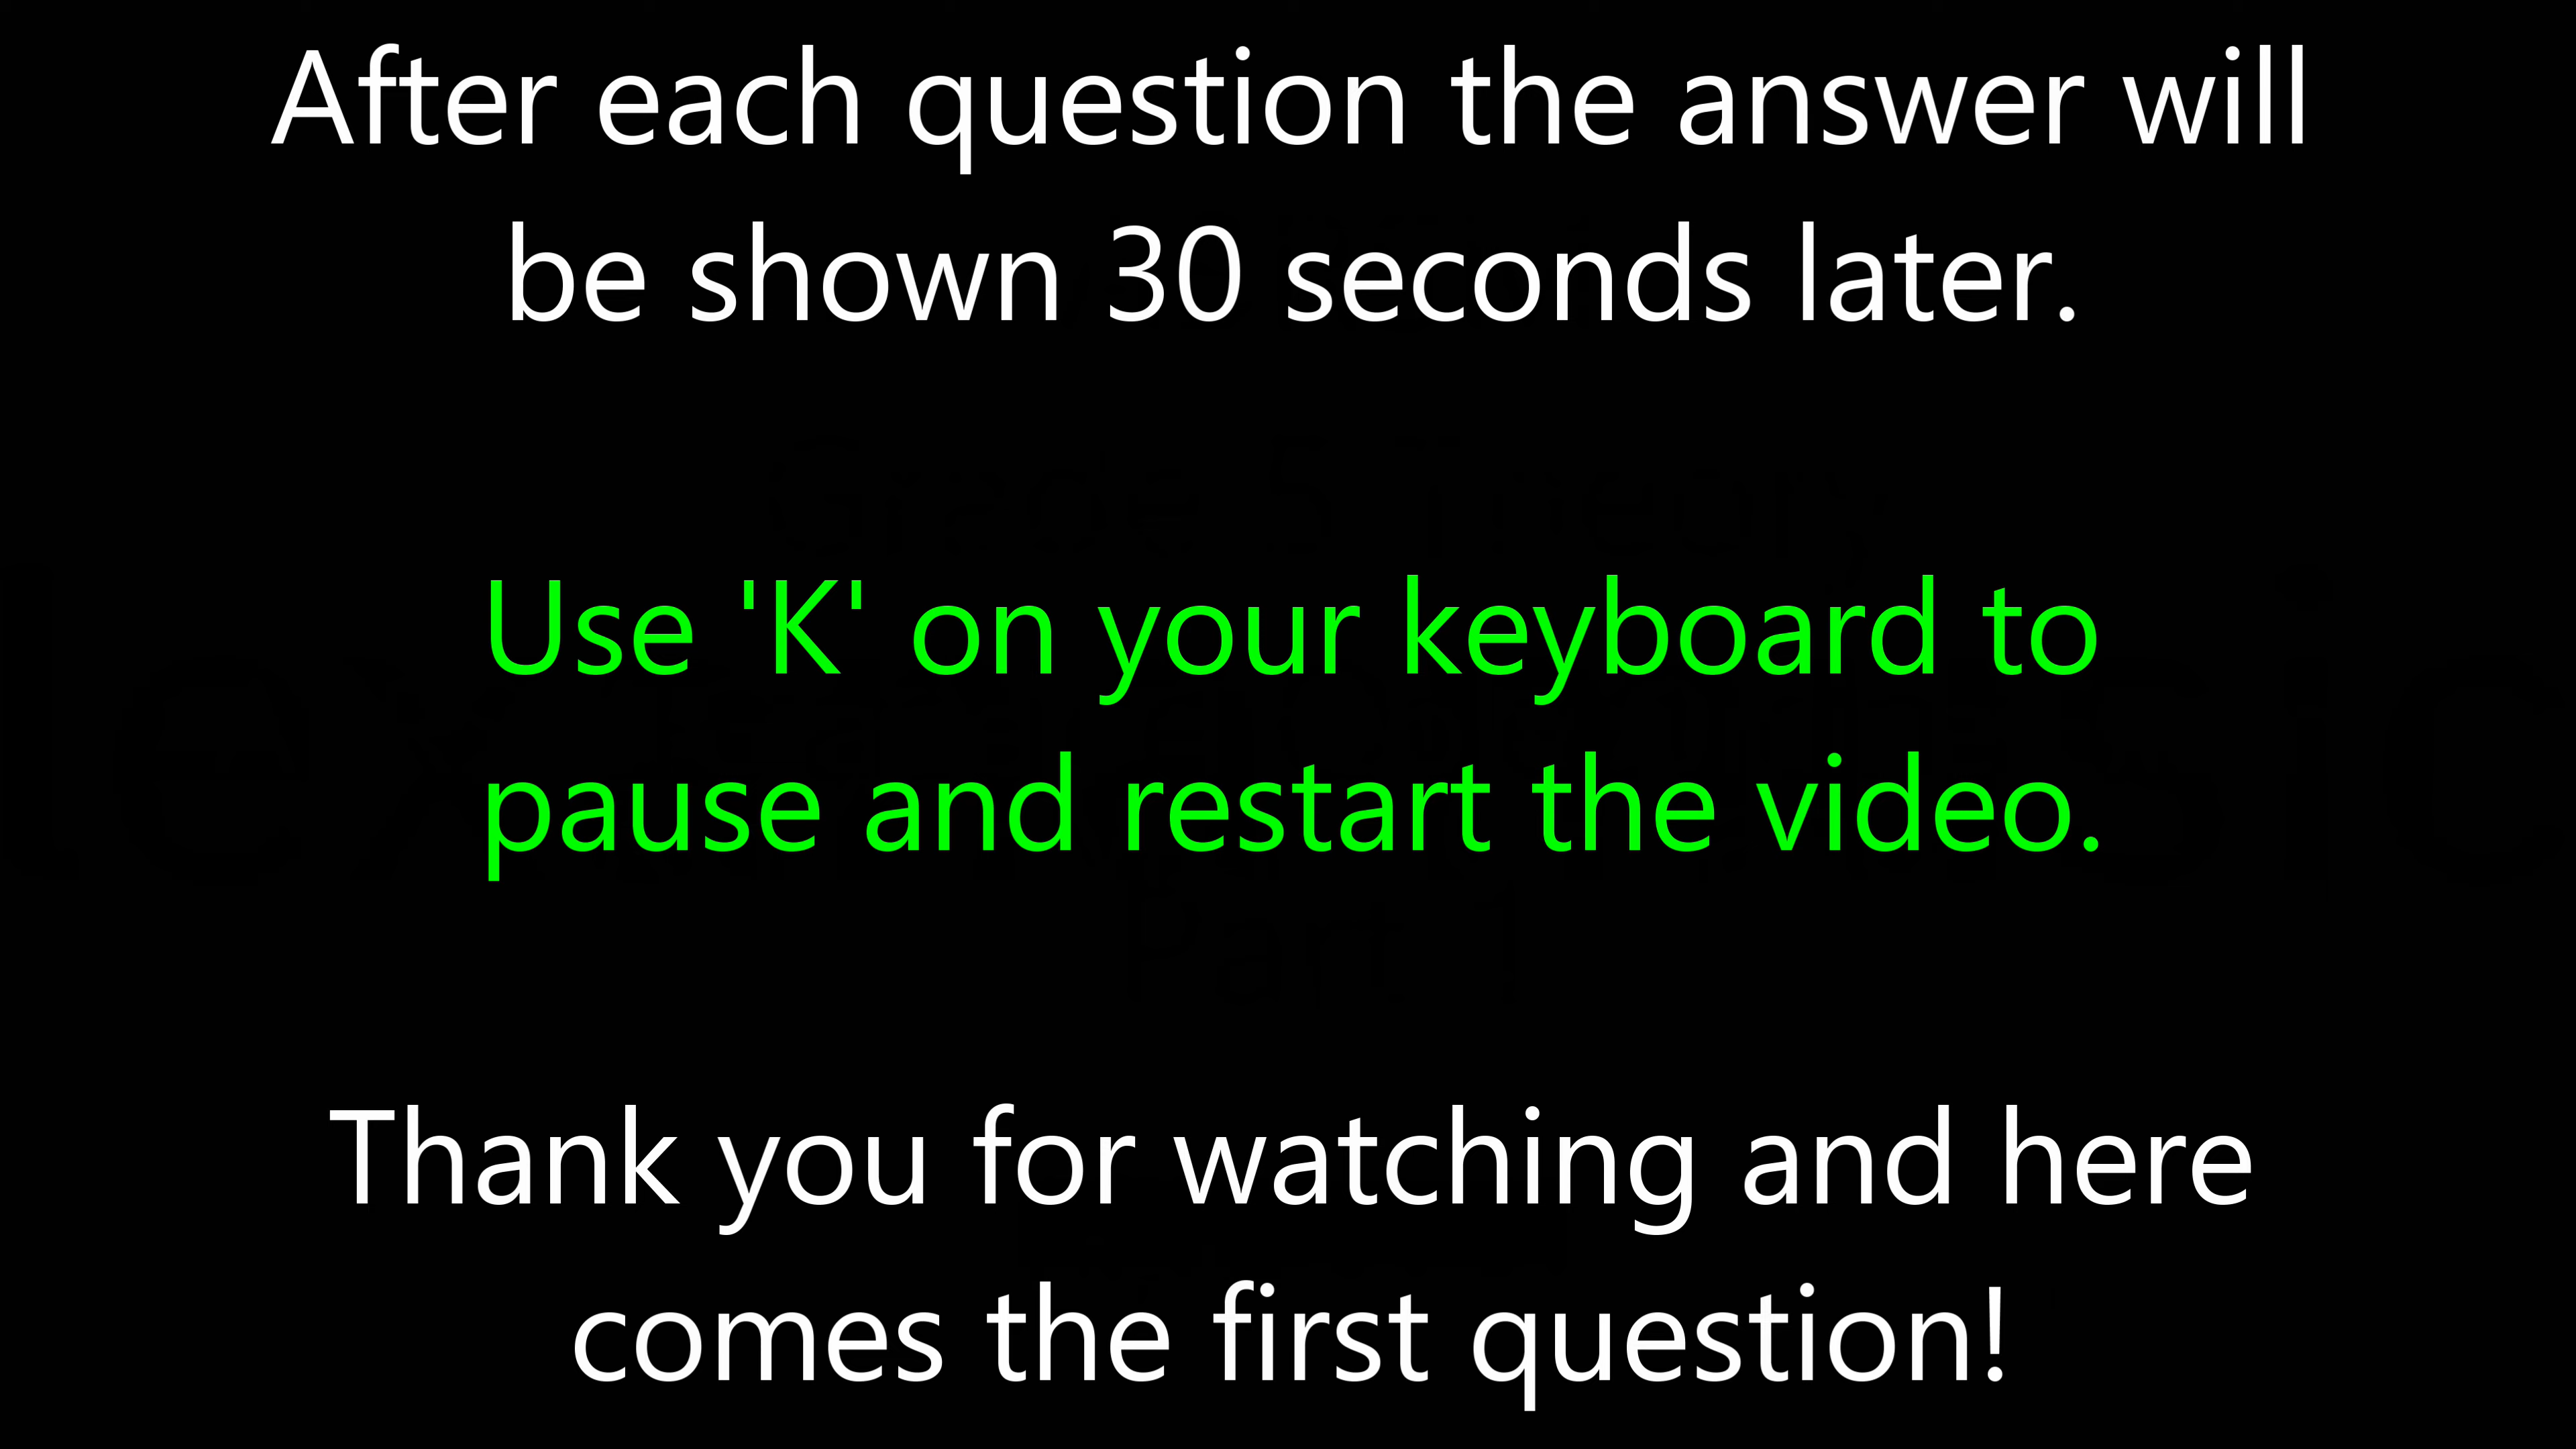 After each question the answer will
be shown 30 seconds later.
Use 'K' on your keyboard to
pause and restart the video.
Thank you for watching and here
comes the first question!